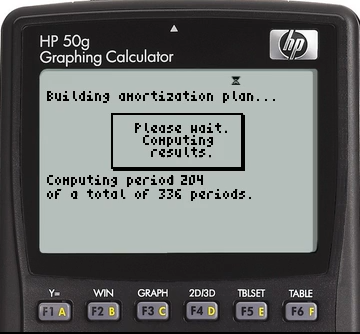 HP 50g
Graphing Calculator
hp
Building amortization plan...
Please wait.
Computing
results.
Computing period 204
of a total of 336 periods.
Y= WIN GRAPH 2D/3D TBLSET TABLE
F1 A F2 B F3 C F4 D F5 E F6 F